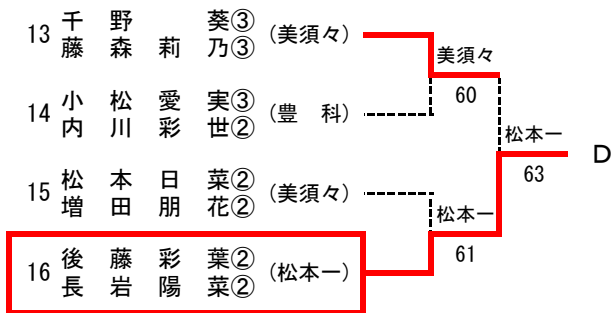 13 千野 葵③ (美須々)
藤森莉乃③
美須々
60
14 小松愛実③ (豊科)
内川彩世②
松本一
63
D
15 松本日菜② (美須々)
増田朋花②
松本一
61
16 後藤彩葉② (松本一)
長岩陽菜②